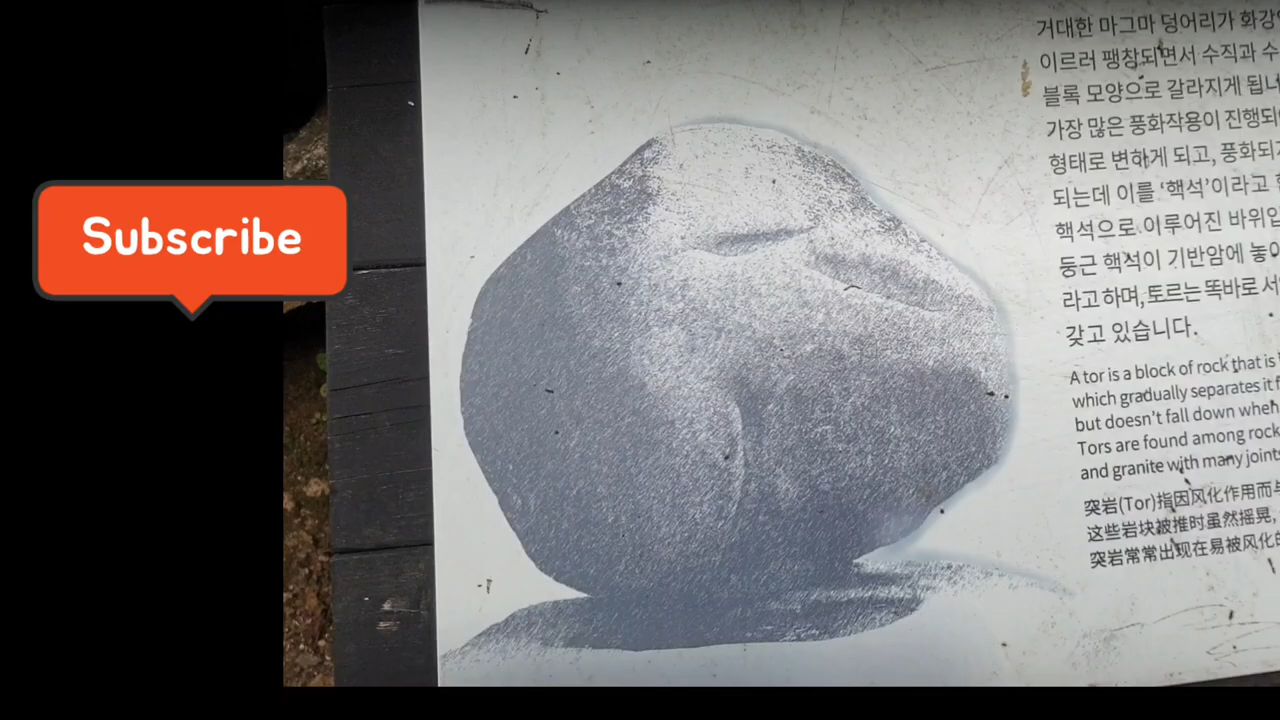 Subscribe
거대한 마그마 덩어리가 화강
이르러 팽창되면서 수직과 수
블록 모양으로 갈라지게 됩니
가장 많은 풍화작용이 진행되
형태로 변하게 되고, 풍화되지
되는데 이를 ‘핵석’이라고
핵석으로 이루어진 바위입
둥근 핵석이 기반암에 놓
라고하며, 토르는 똑바로 서
갖고 있습니다.
A tor is a block of rock that is
which gradually separates it
but doesn’t fall down when
Tors are found among rock
and granite with many joints
突岩(Tor)指因风化作用而与
这些岩块被推时虽然摇晃,
突岩常常出现在易被风化的